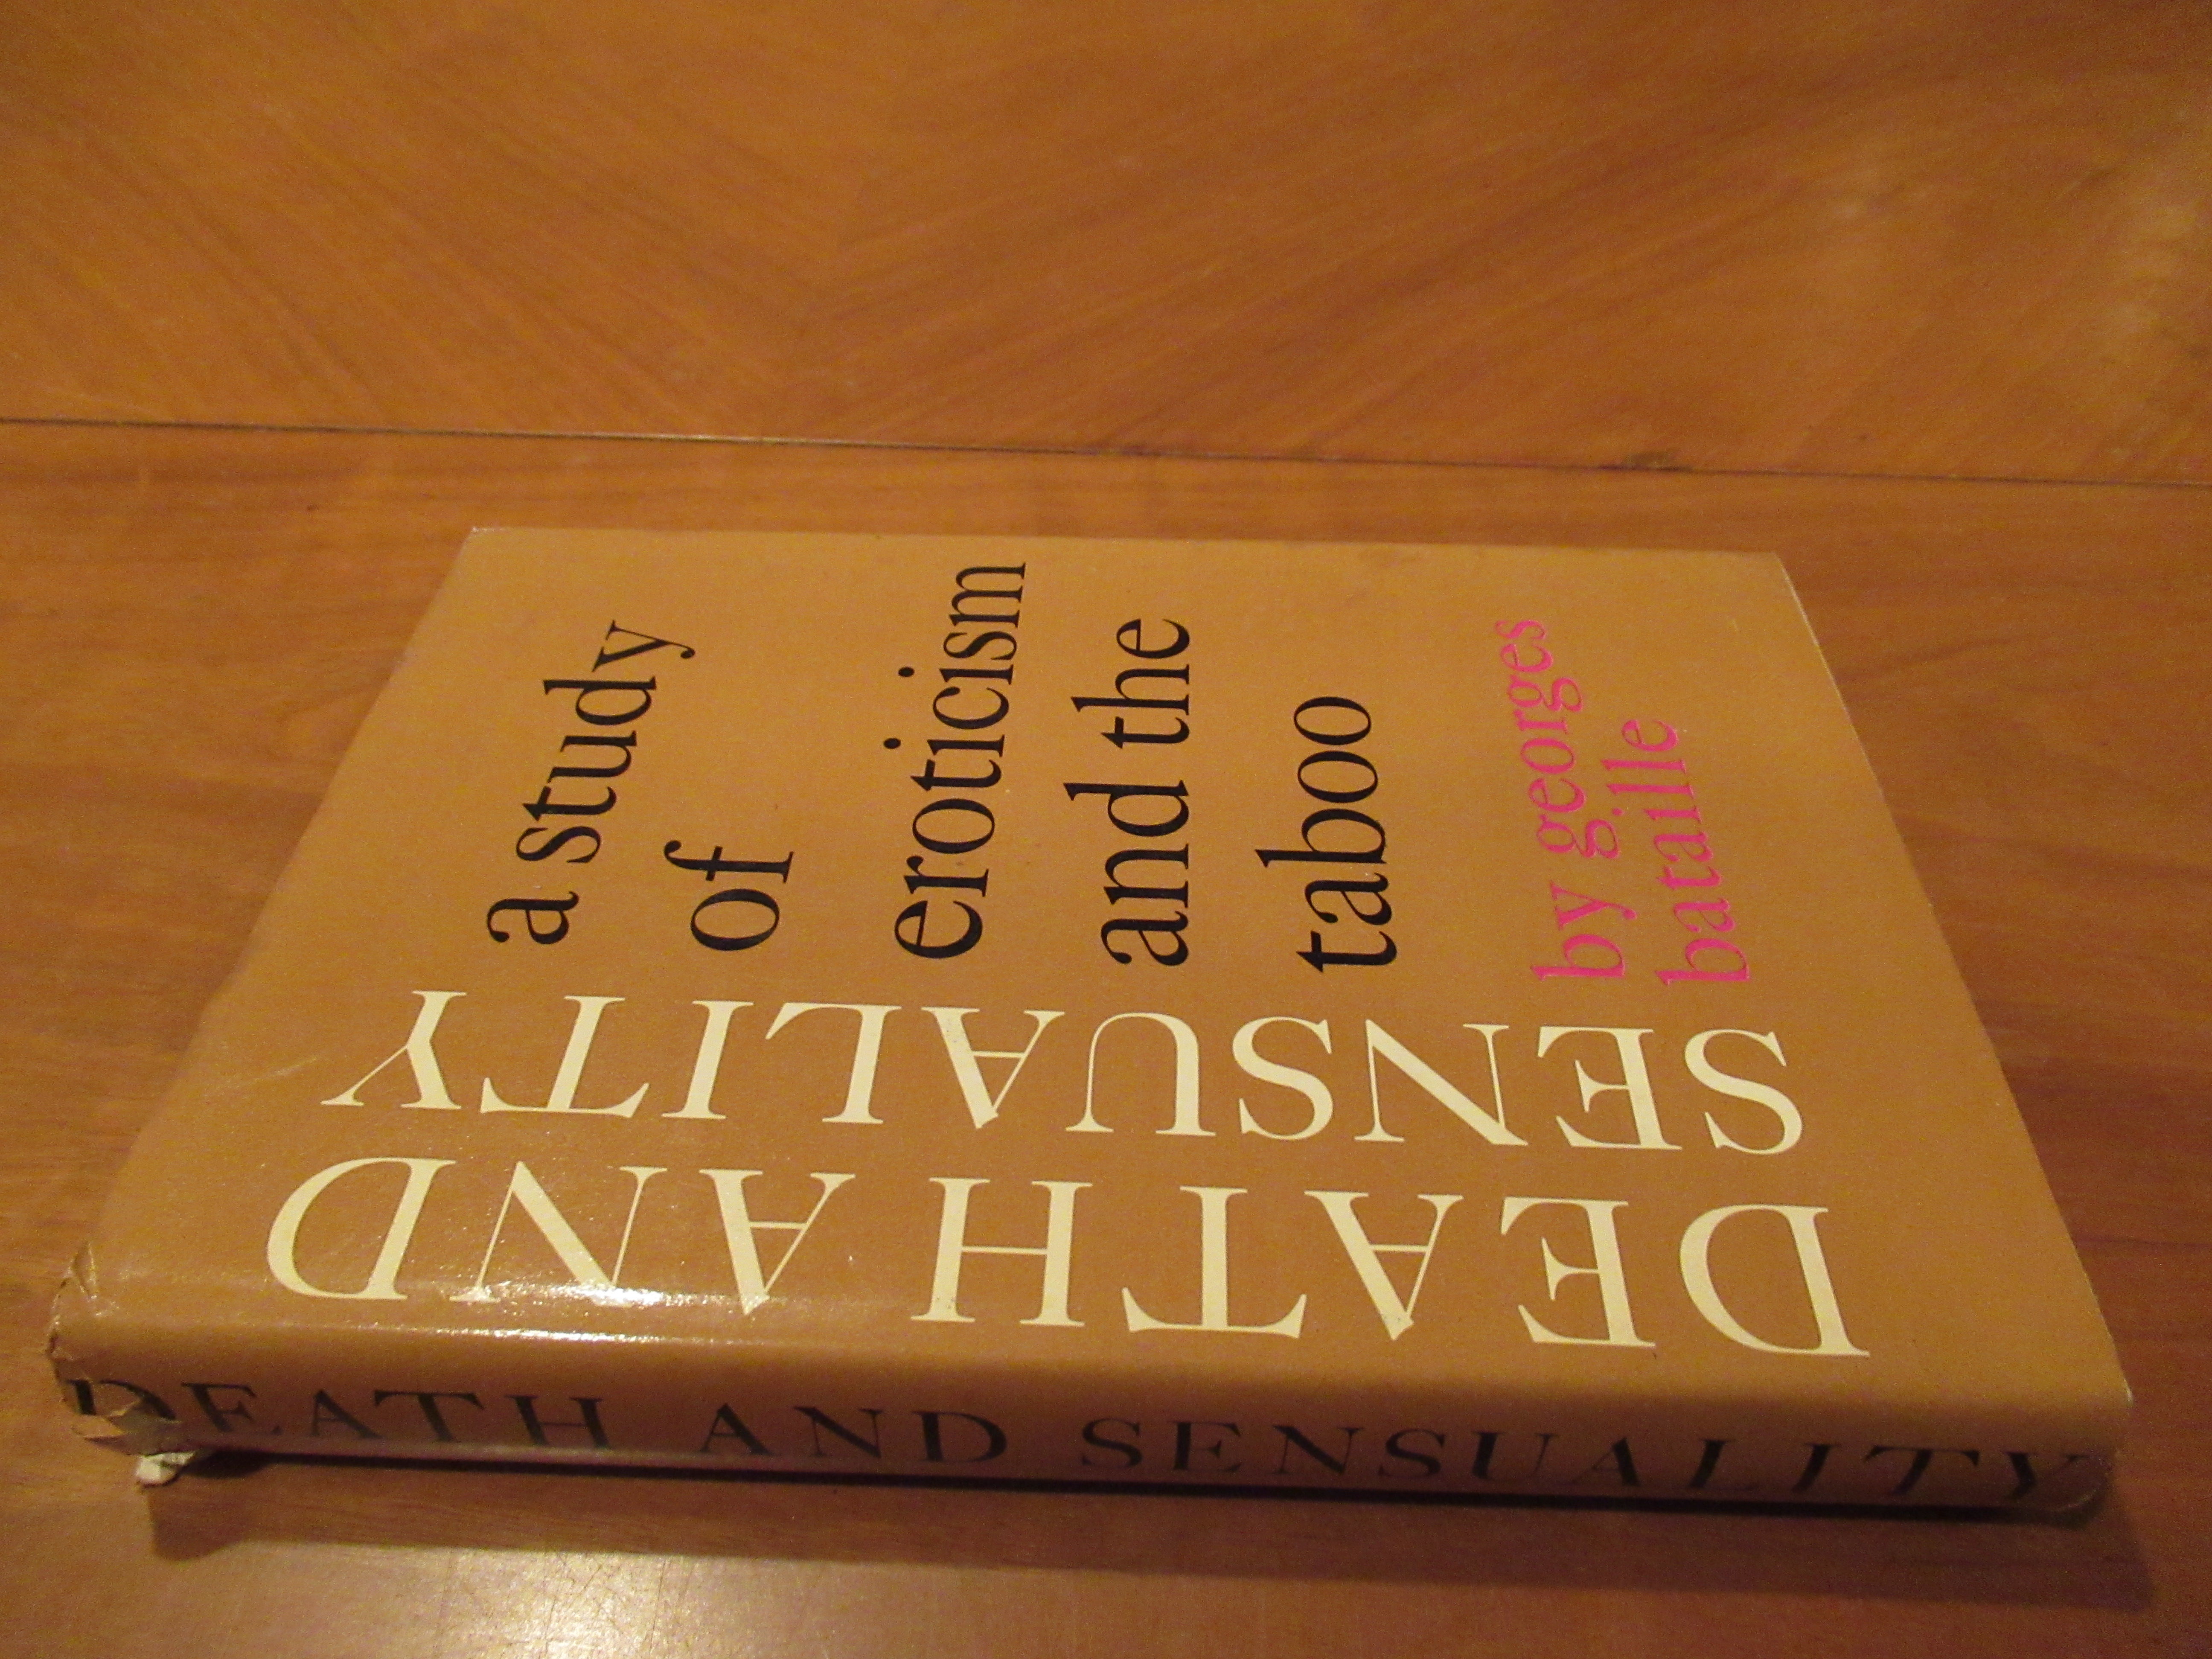 DEATH AND
SENSUALITY
a study
of
eroticism
and the
taboo
by georges
bataille
DEATH AND SENSUALITY